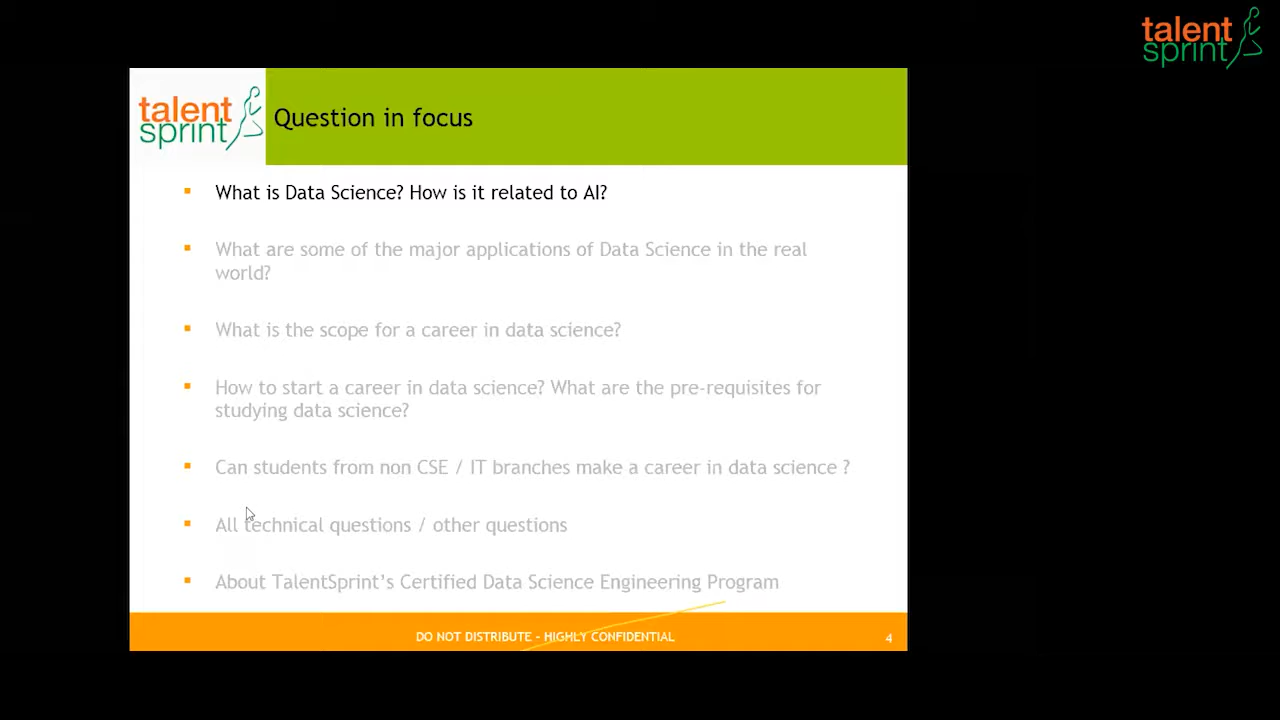 talent
sprint
talent
sprint
Question in focus
What is Data Science? How is it related to AI?
What are some of the major applications of Data Science in the real
world?
What is the scope for a career in data science?
How to start a career in data science? What are the pre-requisites for
studying data science?
Can students from non CSE / IT branches make a career in data science ?
All technical questions / other questions
About TalentSprint's Certified Data Science Engineering Program
DO NOT DISTRIBUTE - HIGHLY CONFIDENTIAL
4